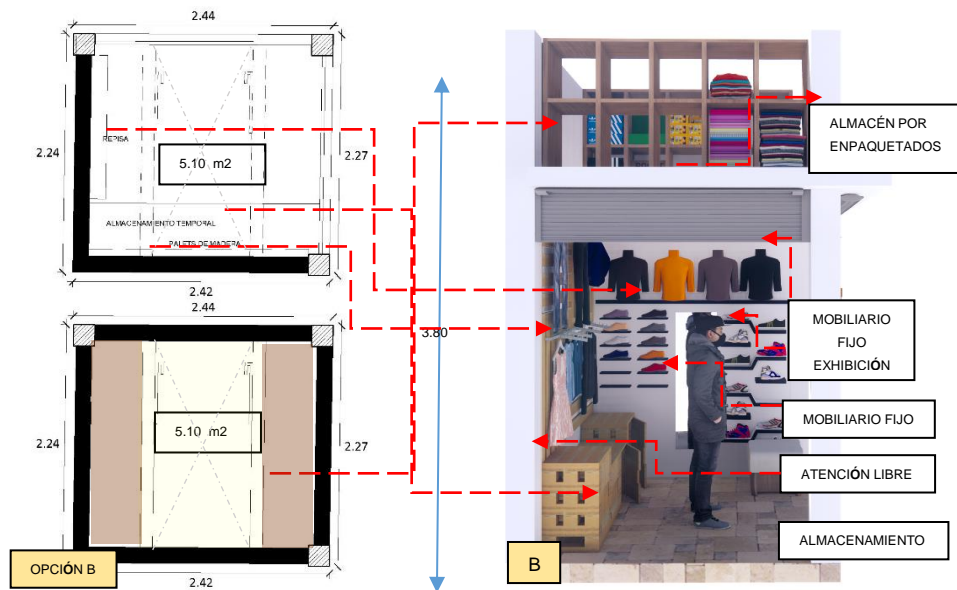 2.44
2.24
REPISA
5.10 m2
2.27
ALMACENAMIENTO TEMPORAL
PALETS DE MADERA
2.42
2.44
2.24
5.10 m2
2.27
2.42
OPCIÓN B
3.80
ALMACÉN POR
ENPAQUETADOS
MOBILIARIO
FIJO
EXHIBICIÓN
MOBILIARIO FIJO
ATENCIÓN LIBRE
ALMACENAMIENTO
B